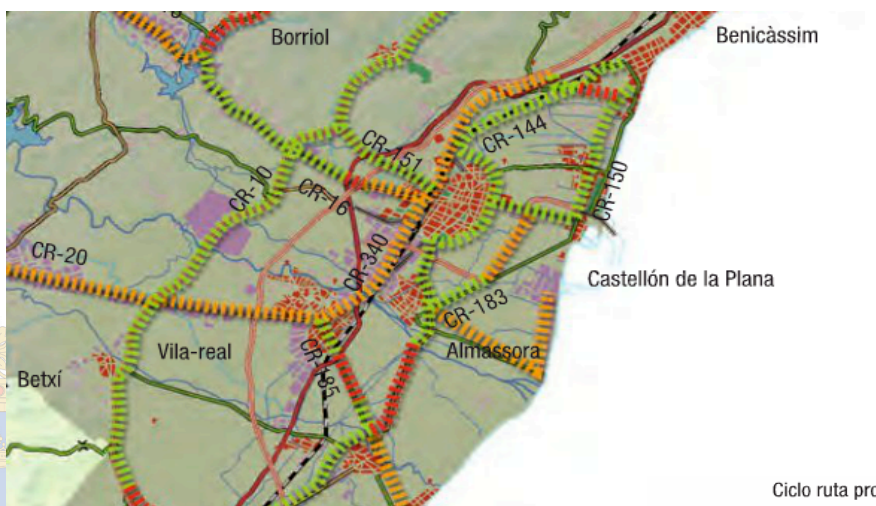 Borriol
Benicàssim
CR-144
CR-151
CR-10
CR-16
CR-150
CR-20
CR-340
Castellón de la Plana
CR-183
Vila-real
Almassora
CR-185
Betxí
Ciclo ruta pro